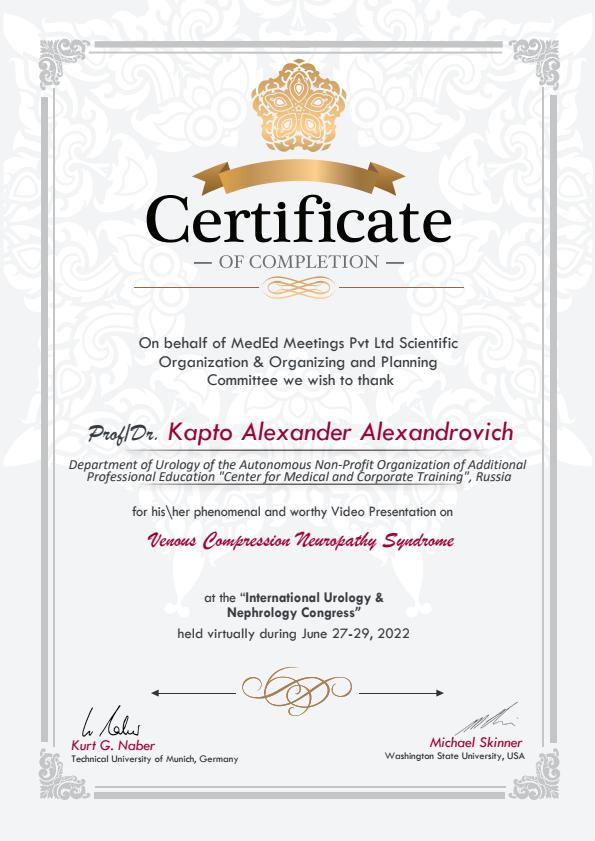 Certificate
OF COMPLETION
On behalf of MedEd Meetings Pvt Ltd Scientific
Organization & Organizing and Planning
Committee we wish to thank
Prof/Dr. Kapto Alexander Alexandrovich
Department of Urology of the Autonomous Non-Profit Organization of Additional
Professional Education "Center for Medical and Corporate Training", Russia
for his\her phenomenal and worthy Video Presentation on
Venous Compression Neuropathy Syndrome
at the “International Urology &
Nephrology Congress”
held virtually during June 27-29, 2022
Kurt G. Naber
Technical University of Munich, Germany
Michael Skinner
Washington State University, USA